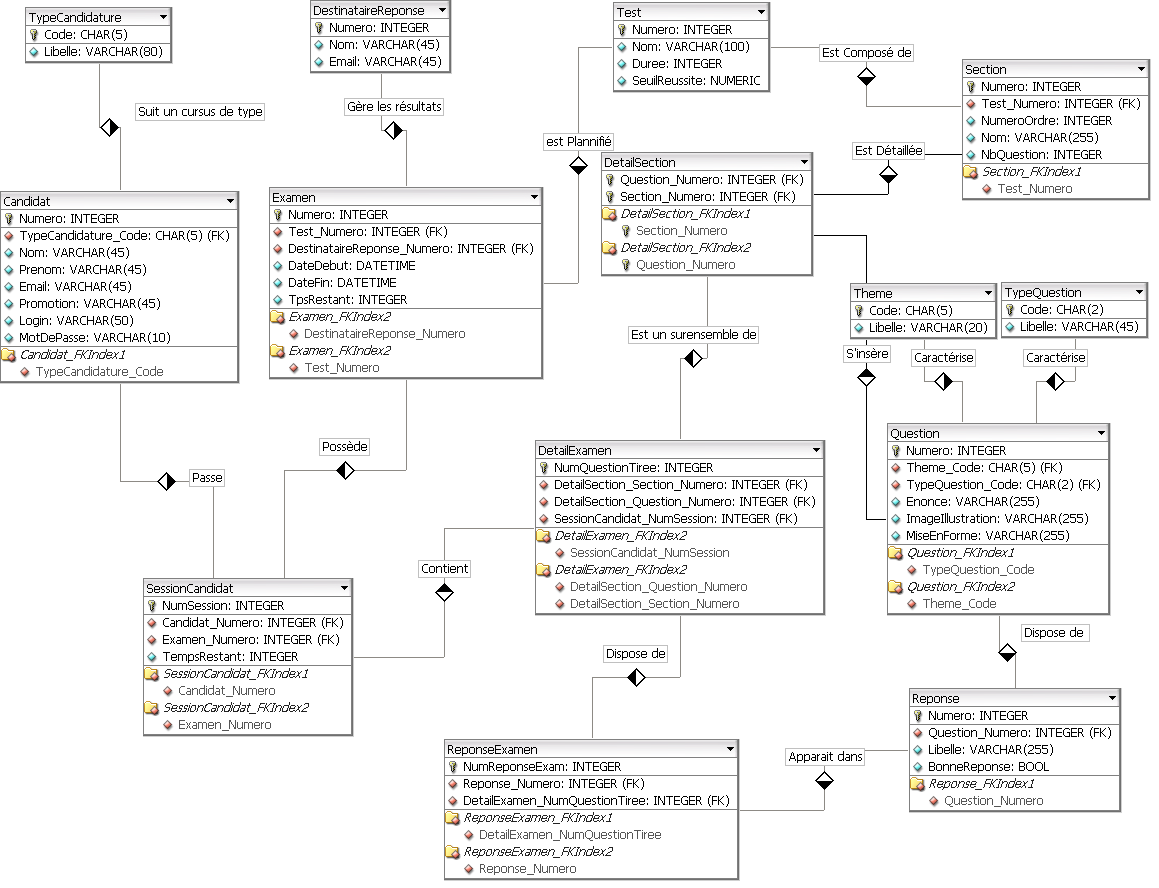 TypeCandidature
Code: CHAR(5)
Libelle: VARCHAR(80)
DestinataireReponse
Numero: INTEGER
Nom: VARCHAR(45)
Email: VARCHAR(45)
Test
Numero: INTEGER
Nom: VARCHAR(100)
Duree: INTEGER
SeuilReussite: NUMERIC
Est Composé de
Section
Numero: INTEGER
Test_Numero: INTEGER (FK)
NumeroOrdre: INTEGER
Nom: VARCHAR(255)
NbQuestion: INTEGER
Section_FKIndex1
Test_Numero
Suit un cursus de type
Gère les résultats
est Plannifié
Est Détaillée
DetailSection
Question_Numero: INTEGER (FK)
Section_Numero: INTEGER (FK)
DetailSection_FKIndex1
Section_Numero
DetailSection_FKIndex2
Question_Numero
Candidat
Numero: INTEGER
TypeCandidature_Code: CHAR(5) (FK)
Nom: VARCHAR(45)
Prenom: VARCHAR(45)
Email: VARCHAR(45)
Promotion: VARCHAR(45)
Login: VARCHAR(50)
MotDePasse: VARCHAR(10)
Candidat_FKIndex1
TypeCandidature_Code
Examen
Numero: INTEGER
Test_Numero: INTEGER (FK)
DestinataireReponse_Numero: INTEGER (FK)
DateDebut: DATETIME
DateFin: DATETIME
TpsRestant: INTEGER
Examen_FKIndex2
DestinataireReponse_Numero
Examen_FKIndex2
Test_Numero
Theme
Code: CHAR(5)
Libelle: VARCHAR(20)
TypeQuestion
Code: CHAR(2)
Libelle: VARCHAR(45)
Est un surensemble de
S'insère
Caractérise
Caractérise
Possède
Passe
DetailExamen
NumQuestionTiree: INTEGER
DetailSection_Section_Numero: INTEGER (FK)
DetailSection_Question_Numero: INTEGER (FK)
SessionCandidat_NumSession: INTEGER (FK)
DetailExamen_FKIndex2
SessionCandidat_NumSession
DetailExamen_FKIndex2
DetailSection_Question_Numero
DetailSection_Section_Numero
Question
Numero: INTEGER
Theme_Code: CHAR(5) (FK)
TypeQuestion_Code: CHAR(2) (FK)
Enonce: VARCHAR(255)
ImageIllustration: VARCHAR(255)
MiseEnForme: VARCHAR(255)
Question_FKIndex1
TypeQuestion_Code
Question_FKIndex2
Theme_Code
Contient
SessionCandidat
NumSession: INTEGER
Candidat_Numero: INTEGER (FK)
Examen_Numero: INTEGER (FK)
TempsRestant: INTEGER
SessionCandidat_FKIndex1
Candidat_Numero
SessionCandidat_FKIndex2
Examen_Numero
Dispose de
Dispose de
Reponse
Numero: INTEGER
Question_Numero: INTEGER (FK)
Libelle: VARCHAR(255)
BonneReponse: BOOL
Reponse_FKIndex1
Question_Numero
Apparait dans
ReponseExamen
NumReponseExam: INTEGER
Reponse_Numero: INTEGER (FK)
DetailExamen_NumQuestionTiree: INTEGER (FK)
ReponseExamen_FKIndex1
DetailExamen_NumQuestionTiree
ReponseExamen_FKIndex2
Reponse_Numero